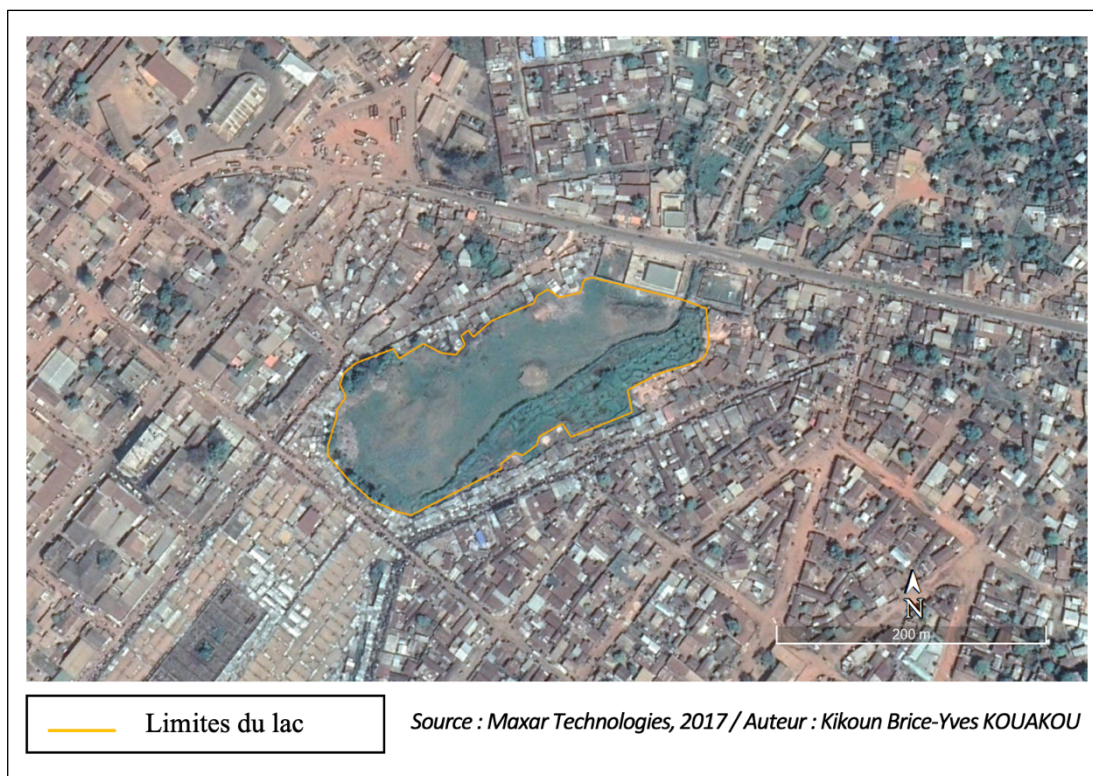 N
200 m
Limites du lac
Source : Maxar Technologies, 2017 / Auteur : Kikoun Brice-Yves KOUAKOU